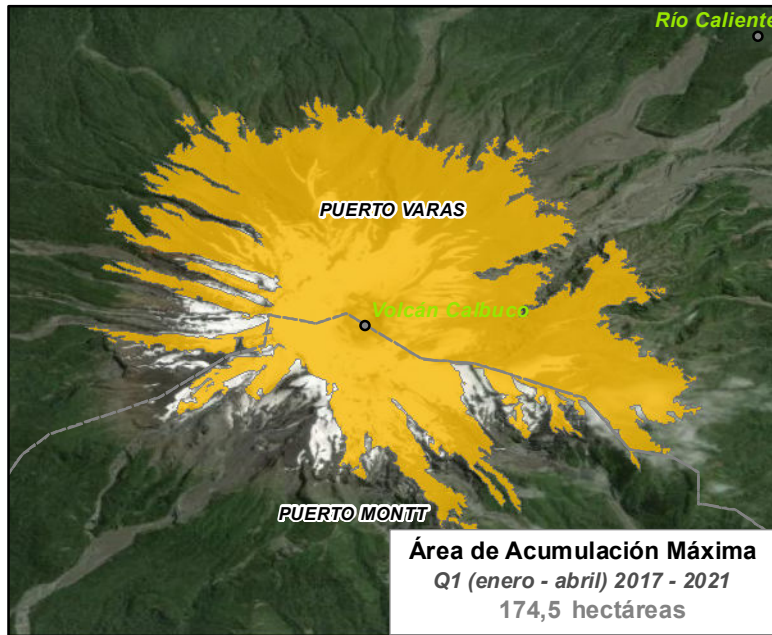 Río Caliente
PUERTO VARAS
Volcán Calbuco
PUERTO MONTT
Área de Acumulación Máxima
Q1 (enero - abril) 2017 - 2021
174,5 hectáreas